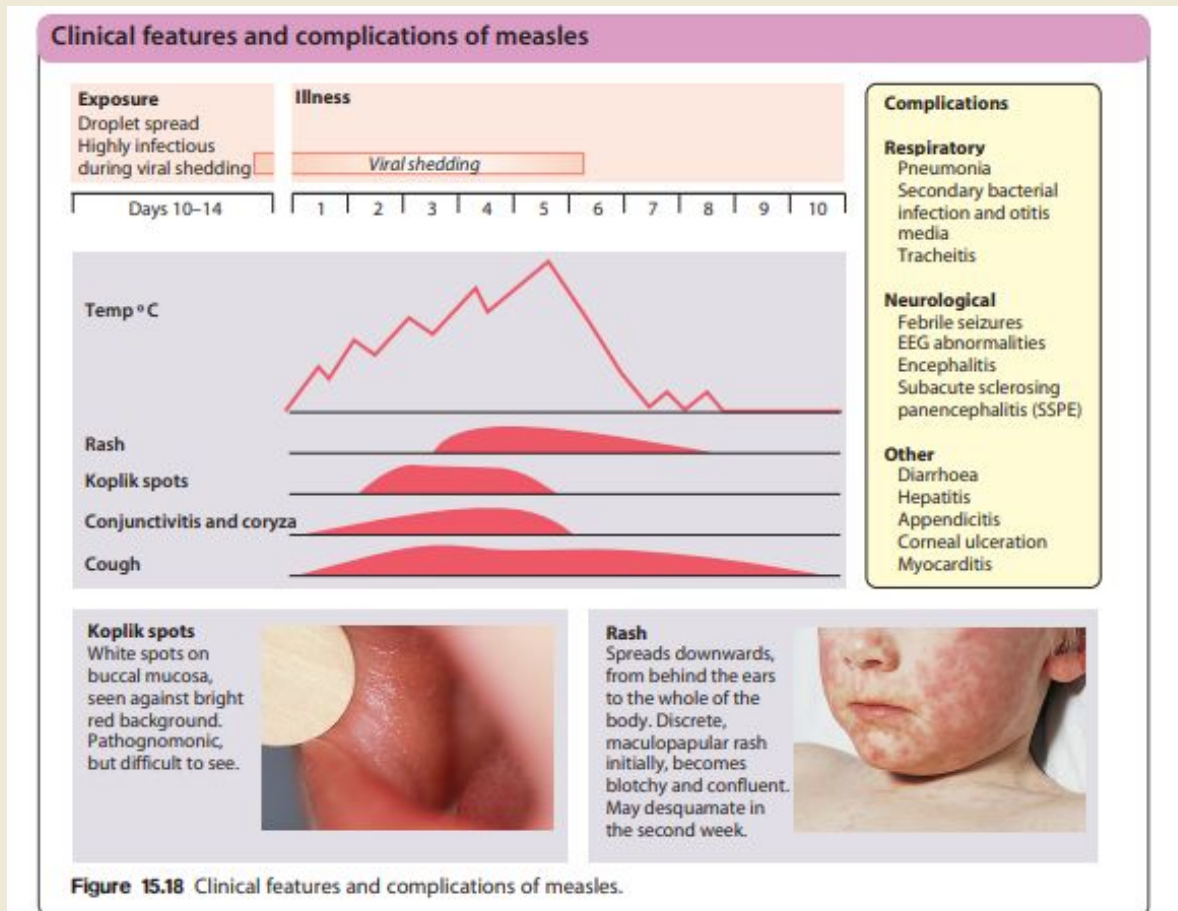 Clinical features and complications of measles
Exposure
Droplet spread
Highly infectious
during viral shedding
Illness
Viral shedding
Days 10–14
1 2 3 4 5 6 7 8 9 10
Temp ºC
Rash
Koplik spots
Conjunctivitis and coryza
Cough
Complications
Respiratory
Pneumonia
Secondary bacterial
infection and otitis
media
Tracheitis
Neurological
Febrile seizures
EEG abnormalities
Encephalitis
Subacute sclerosing
panencephalitis (SSPE)
Other
Diarrhoea
Hepatitis
Appendicitis
Corneal ulceration
Myocarditis
Koplik spots
White spots on
buccal mucosa,
seen against bright
red background.
Pathognomonic,
but difficult to see.
Rash
Spreads downwards,
from behind the ears
to the whole of the
body. Discrete,
maculopapular rash
initially, becomes
blotchy and confluent.
May desquamate in
the second week.
Figure 15.18 Clinical features and complications of measles.